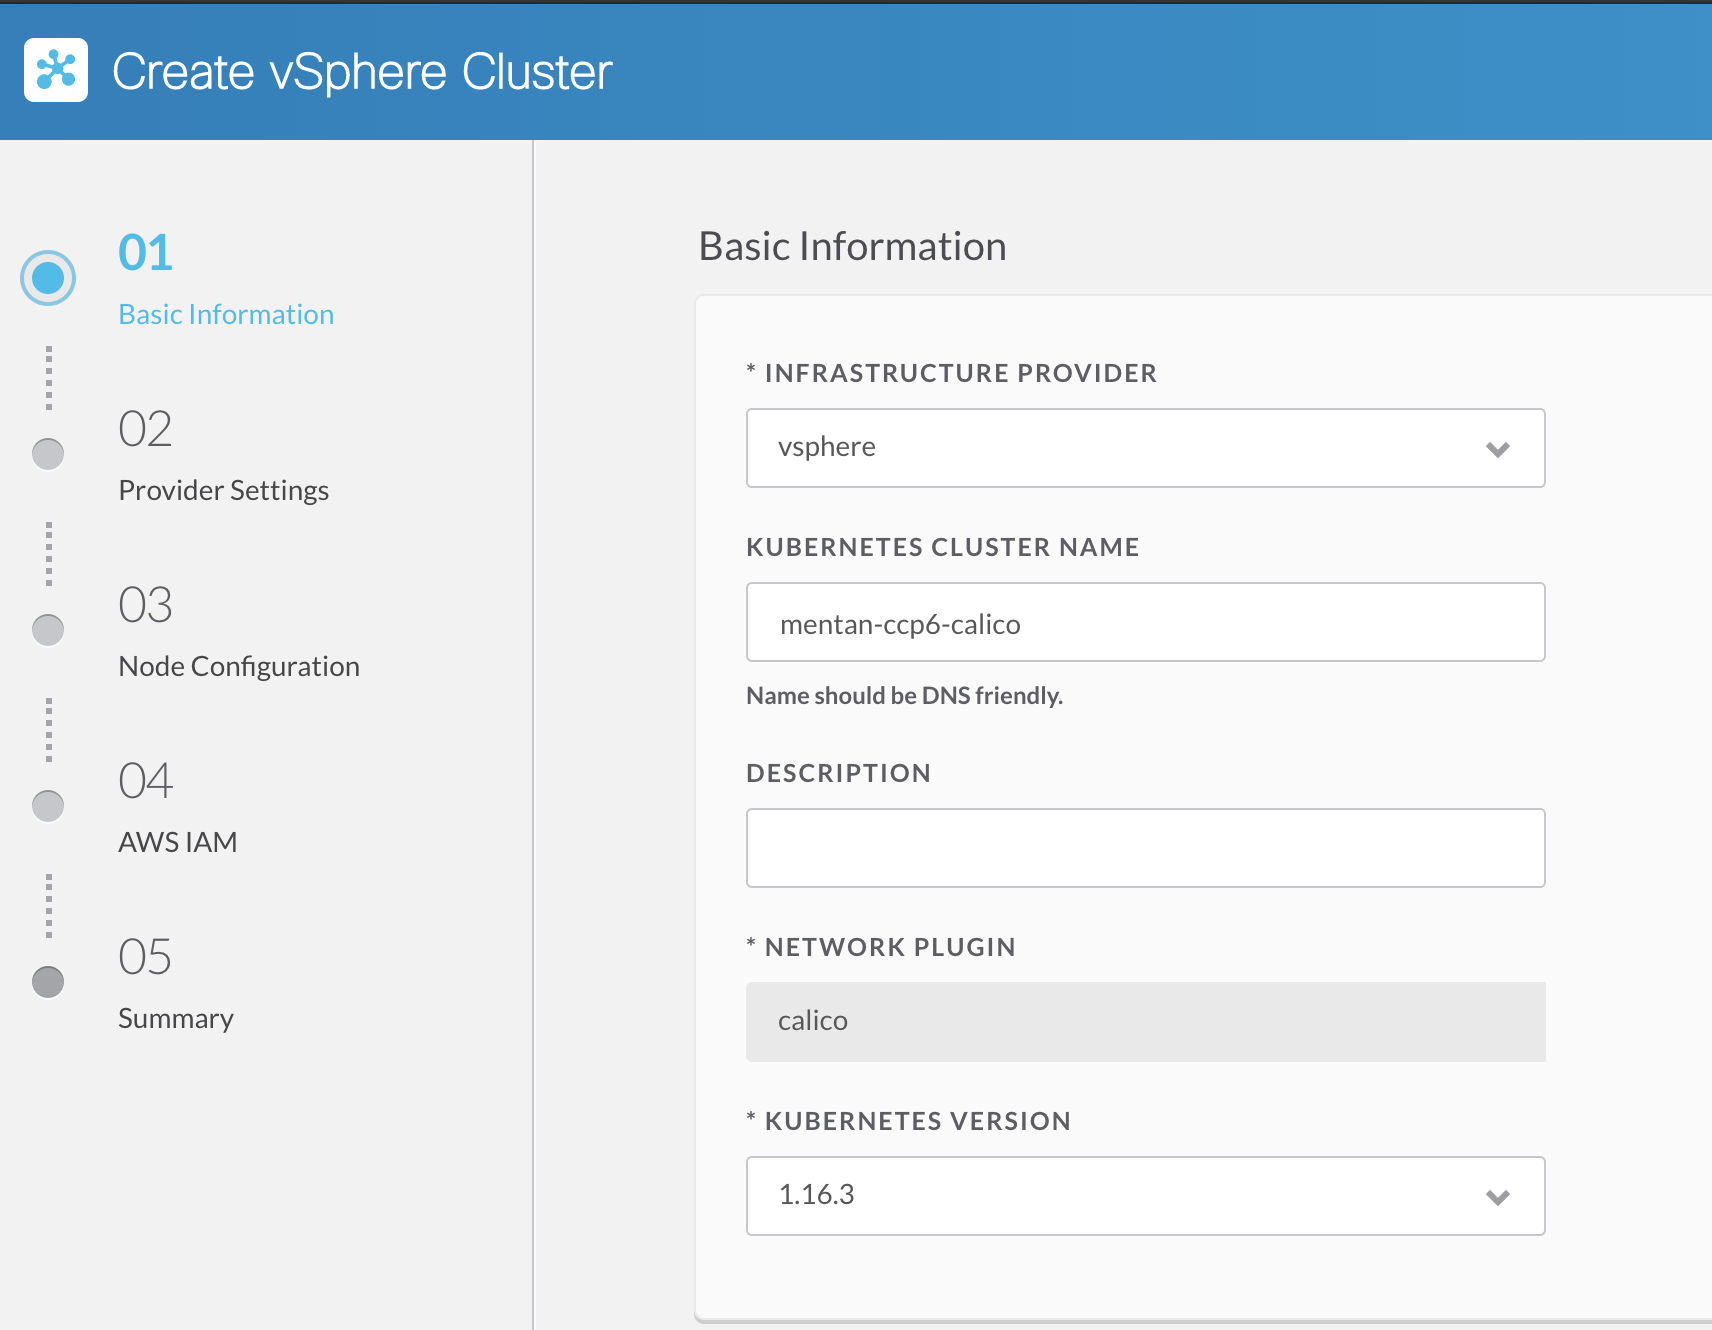 Create vSphere Cluster
01
Basic Information
02
Provider Settings
03
Node Configuration
04
AWS IAM
05
Summary
Basic Information
* INFRASTRUCTURE PROVIDER
vsphere
KUBERNETES CLUSTER NAME
mentan-ccp6-calico
Name should be DNS friendly.
DESCRIPTION
* NETWORK PLUGIN
calico
* KUBERNETES VERSION
1.16.3